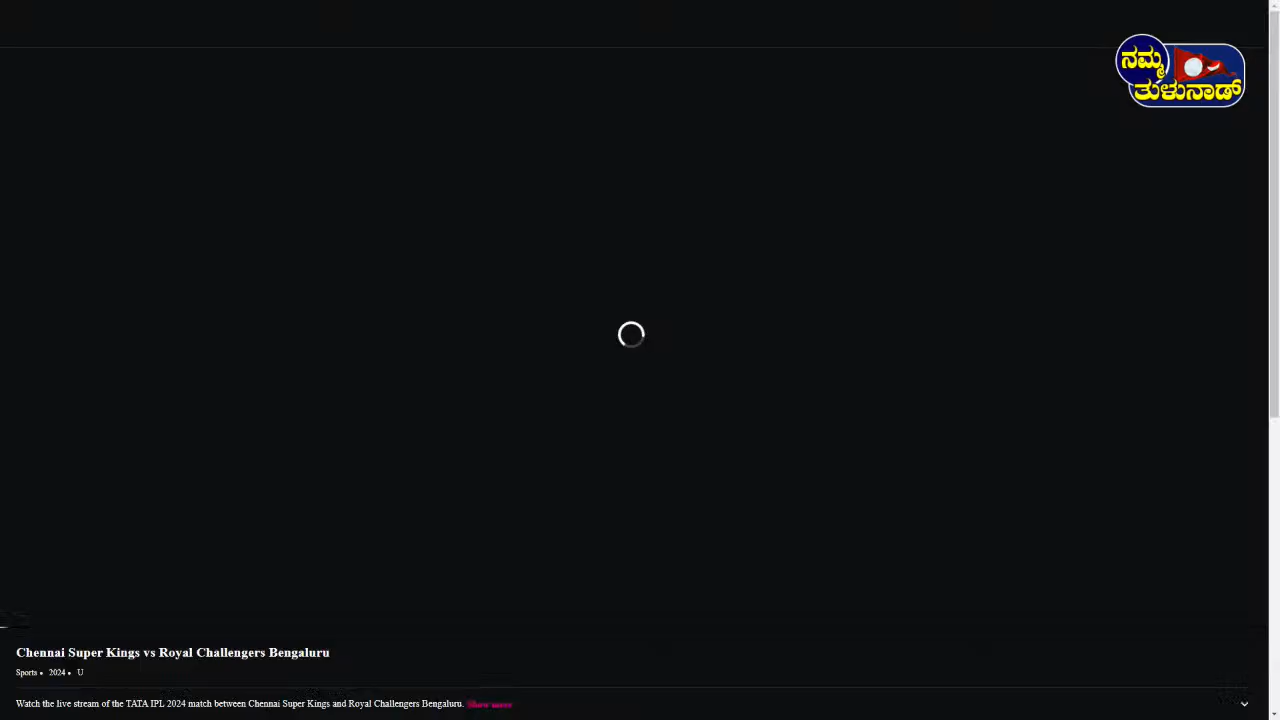 ನಮ್ಮ
ತುಳುನಾಡ್
Chennai Super Kings vs Royal Challengers Bengaluru
Sports • 2024 • U
Watch the live stream of the TATA IPL 2024 match between Chennai Super Kings and Royal Challengers Bengaluru. Show more